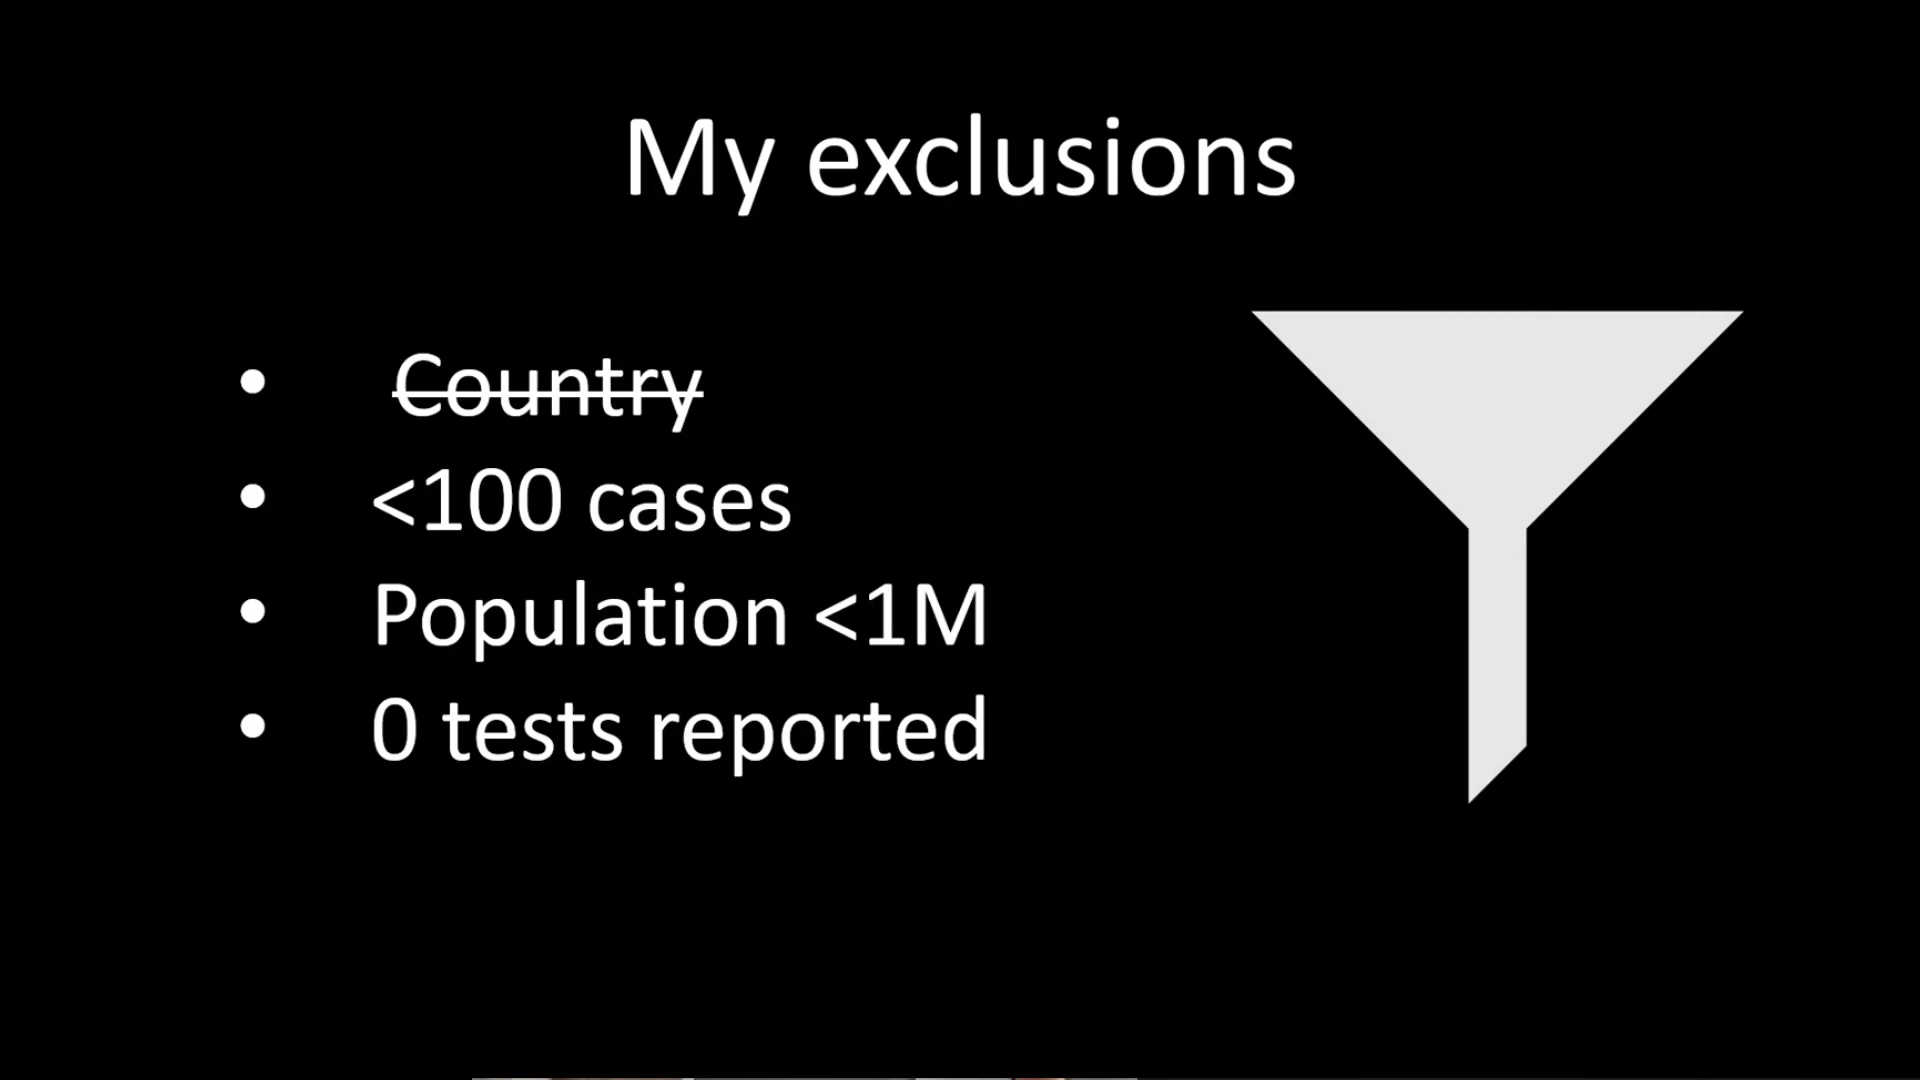 My exclusions
• Country
• <100 cases
• Population <1M
• 0 tests reported